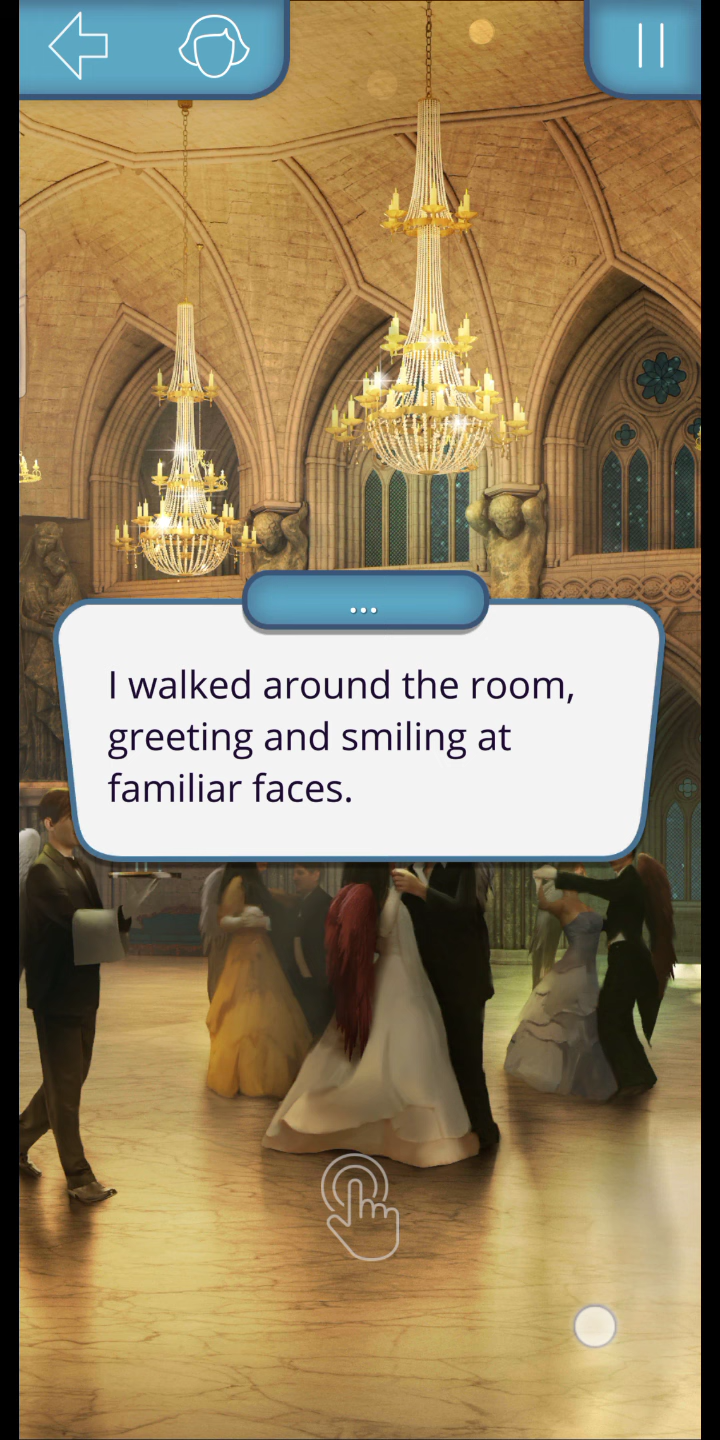 ...
I walked around the room,
greeting and smiling at
familiar faces.